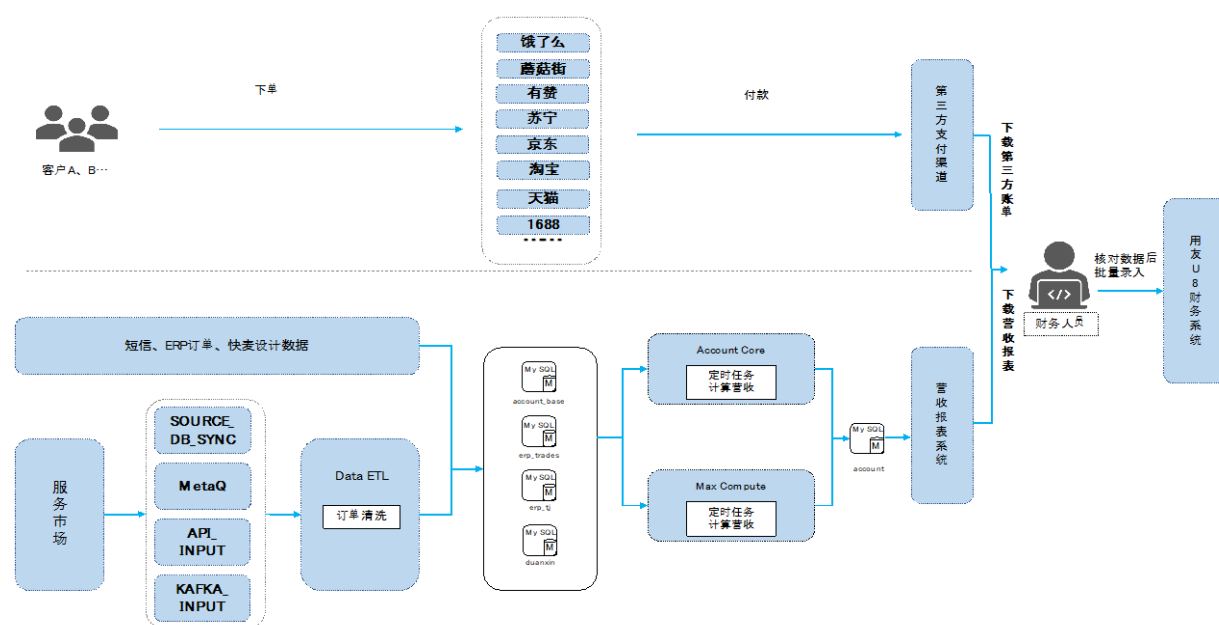 饿了么
蘑菇街
有赞
苏宁
京东
淘宝
天猫
1688
······
下单
付款
客户A、B…
第三方支付渠道
下载第三方账单
核对数据后
批量录入
财务人员
用友U8财务系统
下载营收报表
短信、ERP订单、快麦设计数据
服务市场
SOURCE_
DB_SYNC
MetaQ
API_
INPUT
KAFKA_
INPUT
Data ETL
订单清洗
My SQL
M
account_base
My SQL
M
erp_trades
My SQL
M
erp_tj
My SQL
M
duanxin
Account Core
定时任务
计算营收
Max Compute
定时任务
计算营收
My SQL
M
account
营收报表系统